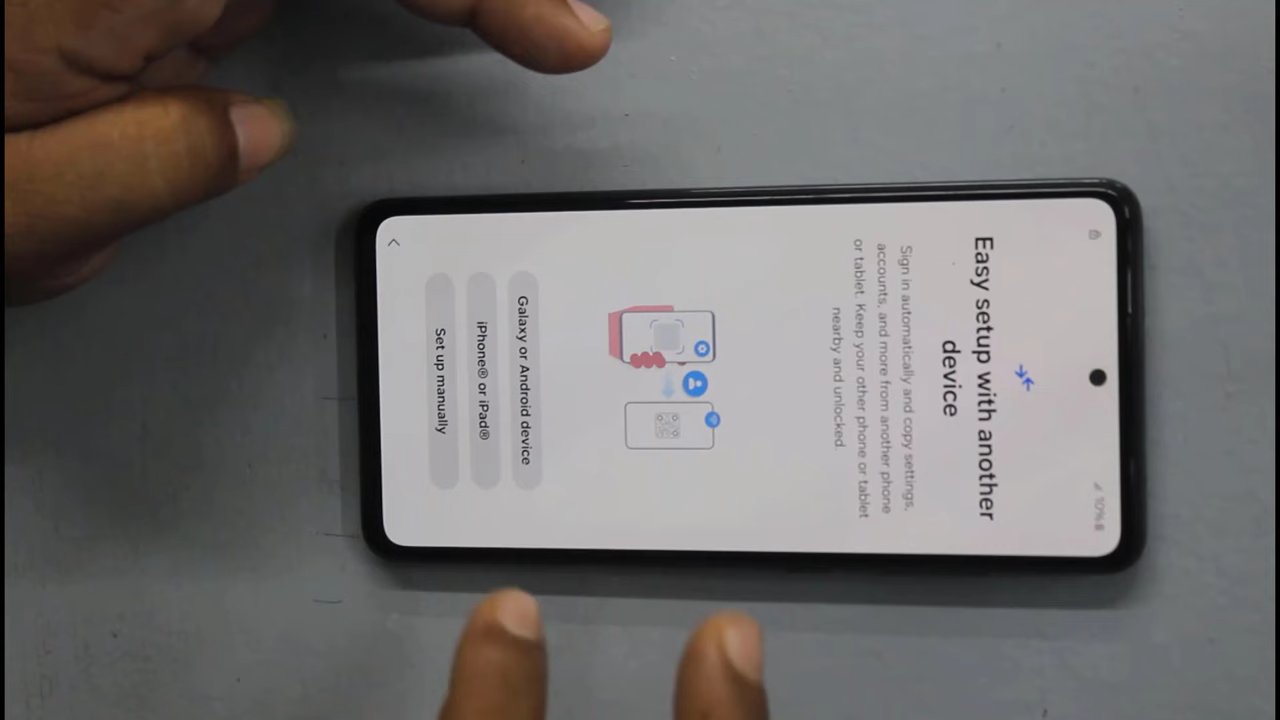 10%
Easy setup with another
device
Sign in automatically and copy settings,
accounts, and more from another phone
or tablet. Keep your other phone or tablet
nearby and unlocked.
Galaxy or Android device
iPhone® or iPad®
Set up manually